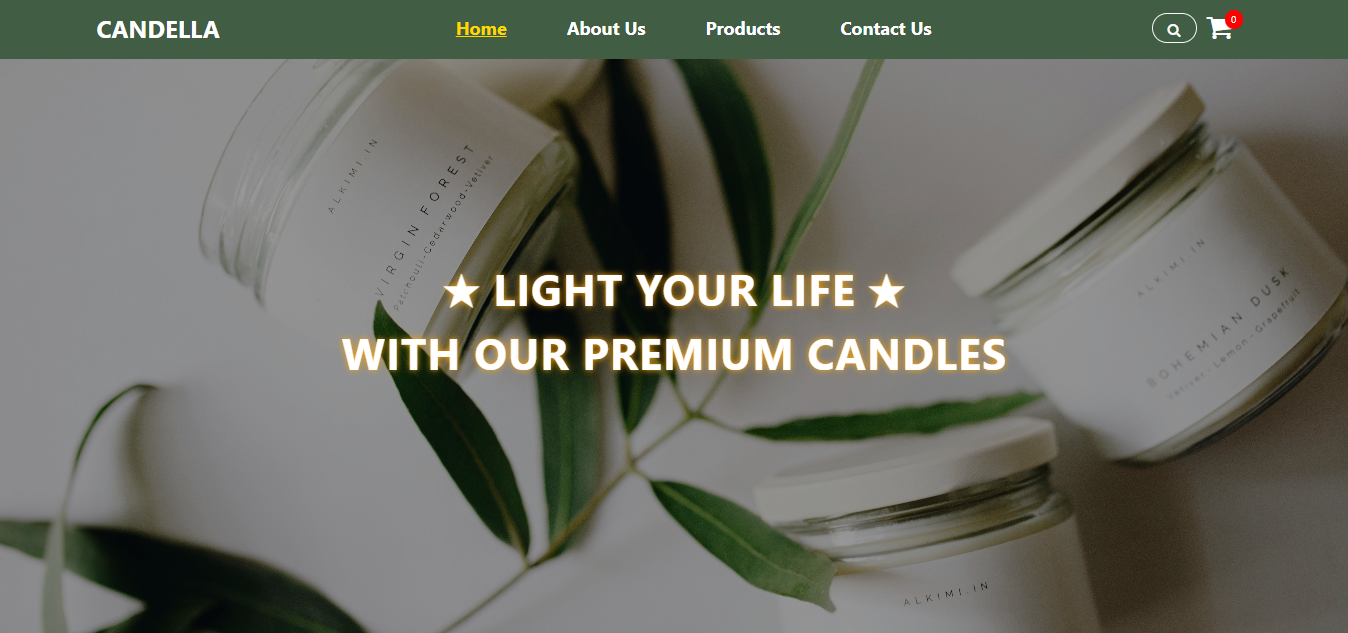 CANDELLA
Home
About Us
Products
Contact Us
0
ALKIMI.IN
VIRGIN FOREST
Patchouli-Cedarwood-Vetiver
★ LIGHT YOUR LIFE ★
WITH OUR PREMIUM CANDLES
ALKIMI.IN
BOHEMIAN DUSK
Vetiver-Lemon-Grapefruit
ALKIMI.IN